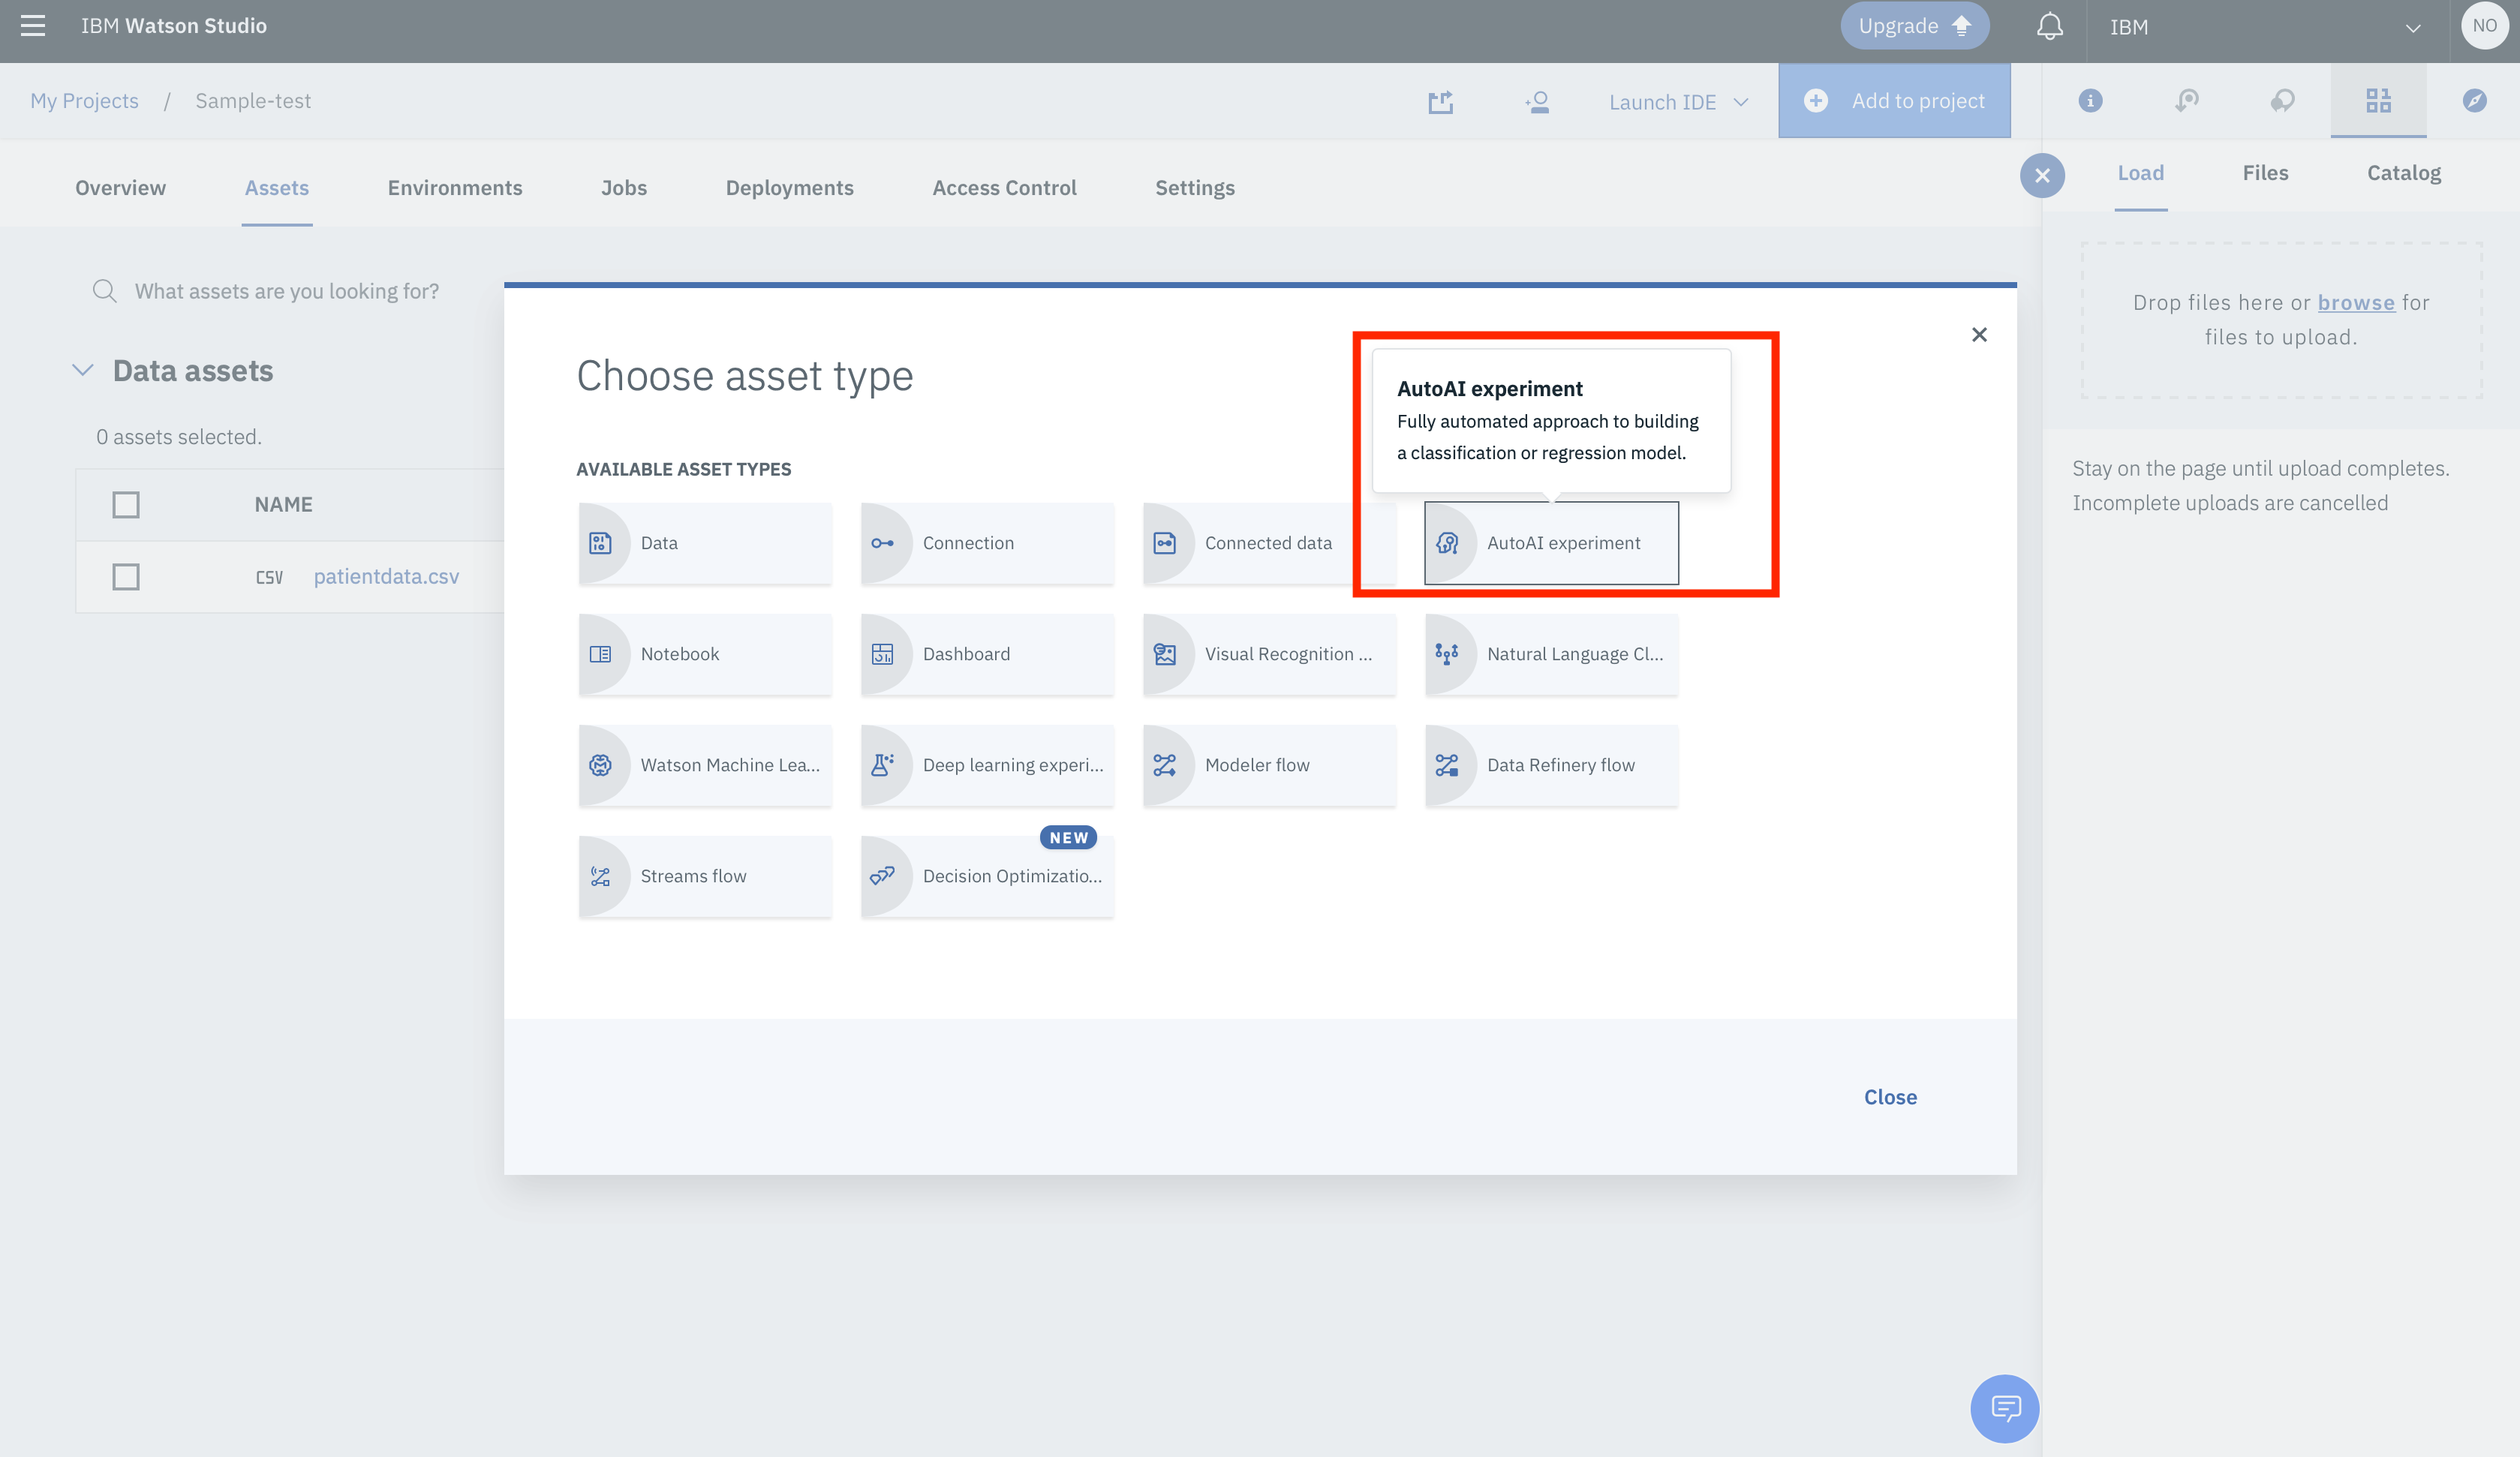 IBM Watson Studio
Upgrade
IBM
NO
My Projects / Sample-test
Launch IDE
Add to project
Overview
Assets
Environments
Jobs
Deployments
Access Control
Settings
Load
Files
Catalog
What assets are you looking for?
Drop files here or browse for
files to upload.
Stay on the page until upload completes.
Incomplete uploads are cancelled
Data assets
0 assets selected.
NAME
CSV patientdata.csv
Choose asset type
AutoAI experiment
Fully automated approach to building
a classification or regression model.
AVAILABLE ASSET TYPES
Data
Connection
Connected data
AutoAI experiment
Notebook
Dashboard
Visual Recognition ...
Natural Language Cl...
Watson Machine Lea...
Deep learning experi...
Modeler flow
Data Refinery flow
Streams flow
NEW
Decision Optimizatio...
Close